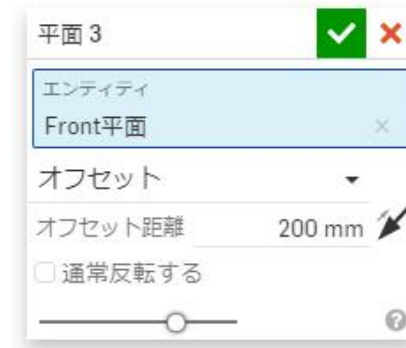 平面 3
エンティティ
Front平面
オフセット
オフセット距離 200 mm
通常反転する